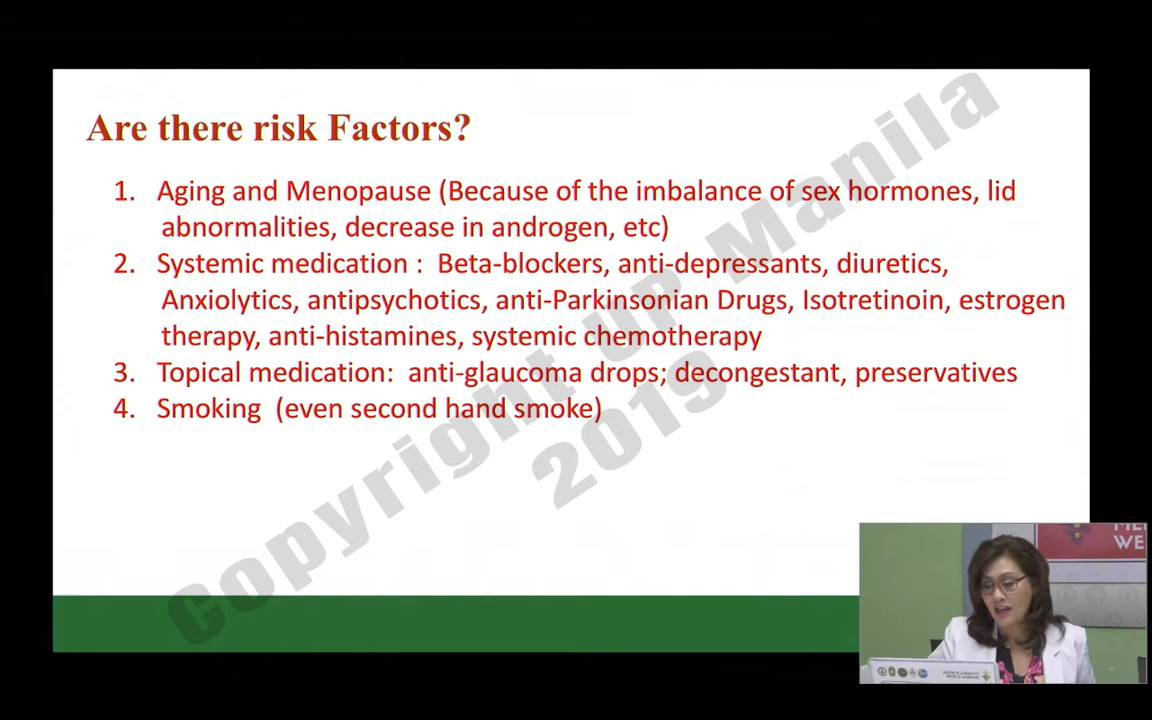 Are there risk Factors?
1. Aging and Menopause (Because of the imbalance of sex hormones, lid
abnormalities, decrease in androgen, etc)
2. Systemic medication : Beta-blockers, anti-depressants, diuretics,
Anxiolytics, antipsychotics, anti-Parkinsonian Drugs, Isotretinoin, estrogen
therapy, anti-histamines, systemic chemotherapy
3. Topical medication: anti-glaucoma drops; decongestant, preservatives
4. Smoking (even second hand smoke)
Copyright UP Manila
2019
WE